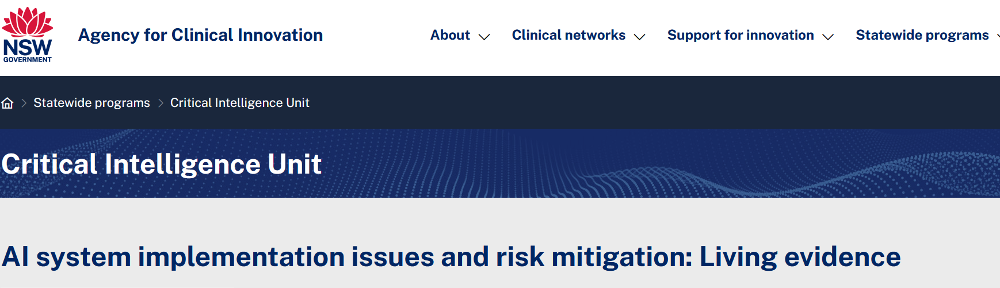 NSW
GOVERNMENT
Agency for Clinical Innovation
About
Clinical networks
Support for innovation
Statewide programs
Statewide programs
Critical Intelligence Unit
Critical Intelligence Unit
AI system implementation issues and risk mitigation: Living evidence